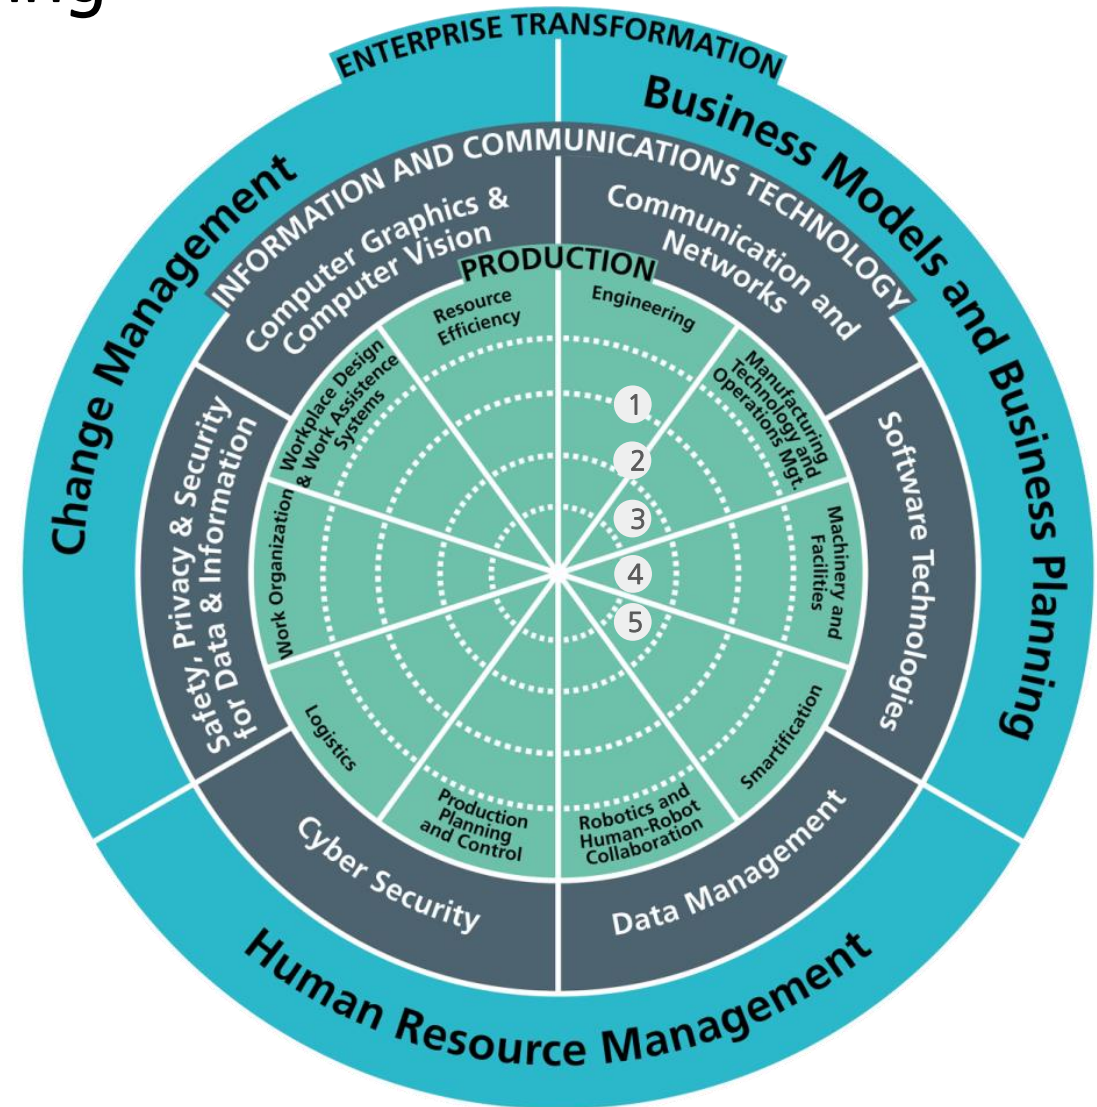 ENTERPRISE TRANSFORMATION
Business Models and Business Planning
Human Resource Management
Change Management
INFORMATION AND COMMUNICATIONS TECHNOLOGY
Communication and
Networks
Software Technologies
Data Management
Cyber Security
Safety, Privacy & Security
for Data & Information
Computer Graphics &
Computer Vision
PRODUCTION
Engineering
Manufacturing
Technology and
Operations Mgt.
Machinery and
Facilities
Smartification
Robotics and
Human-Robot
Collaboration
Production
Planning
and Control
Logistics
Work Organization
Workplace Design
& Work Assistence
Systems
Resource
Efficiency
1
2
3
4
5